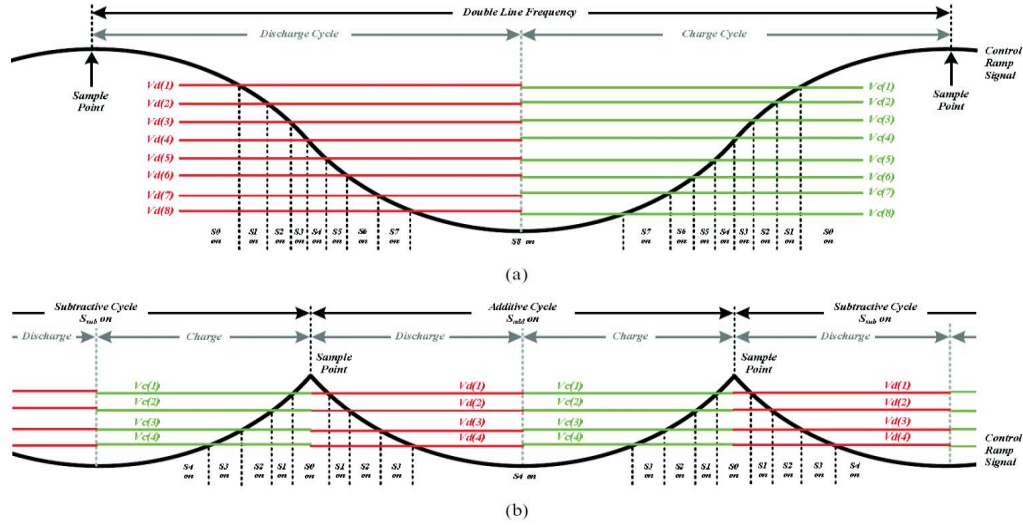 Double Line Frequency
Discharge Cycle
Charge Cycle
Control
Ramp
Signal
Sample
Point
Sample
Point
Vd(1)
Vd(2)
Vd(3)
Vd(4)
Vd(5)
Vd(6)
Vd(7)
Vd(8)
Vc(1)
Vc(2)
Vc(3)
Vc(4)
Vc(5)
Vc(6)
Vc(7)
Vc(8)
S0 S1 S2 S3 S4 S5 S6 S7 S8 on S7 S6 S5 S4 S3 S2 S1 S0
on on on on on on on on on on on on on on on on
(a)
Subtractive Cycle
Ssub on
Additive Cycle
Sadd on
Subtractive Cycle
Ssub on
Discharge
Charge
Discharge
Charge
Discharge
Sample
Point
Sample
Point
Vc(1)
Vc(2)
Vc(3)
Vc(4)
Vd(1)
Vd(2)
Vd(3)
Vd(4)
Vc(1)
Vc(2)
Vc(3)
Vc(4)
Vd(1)
Vd(2)
Vd(3)
Vd(4)
Control
Ramp
Signal
S4 S3 S2 S1 S0 S1 S2 S3 S4 on S3 S2 S1 S0 S1 S2 S3 S4
on on on on on on on on on on on on on on on on
(b)